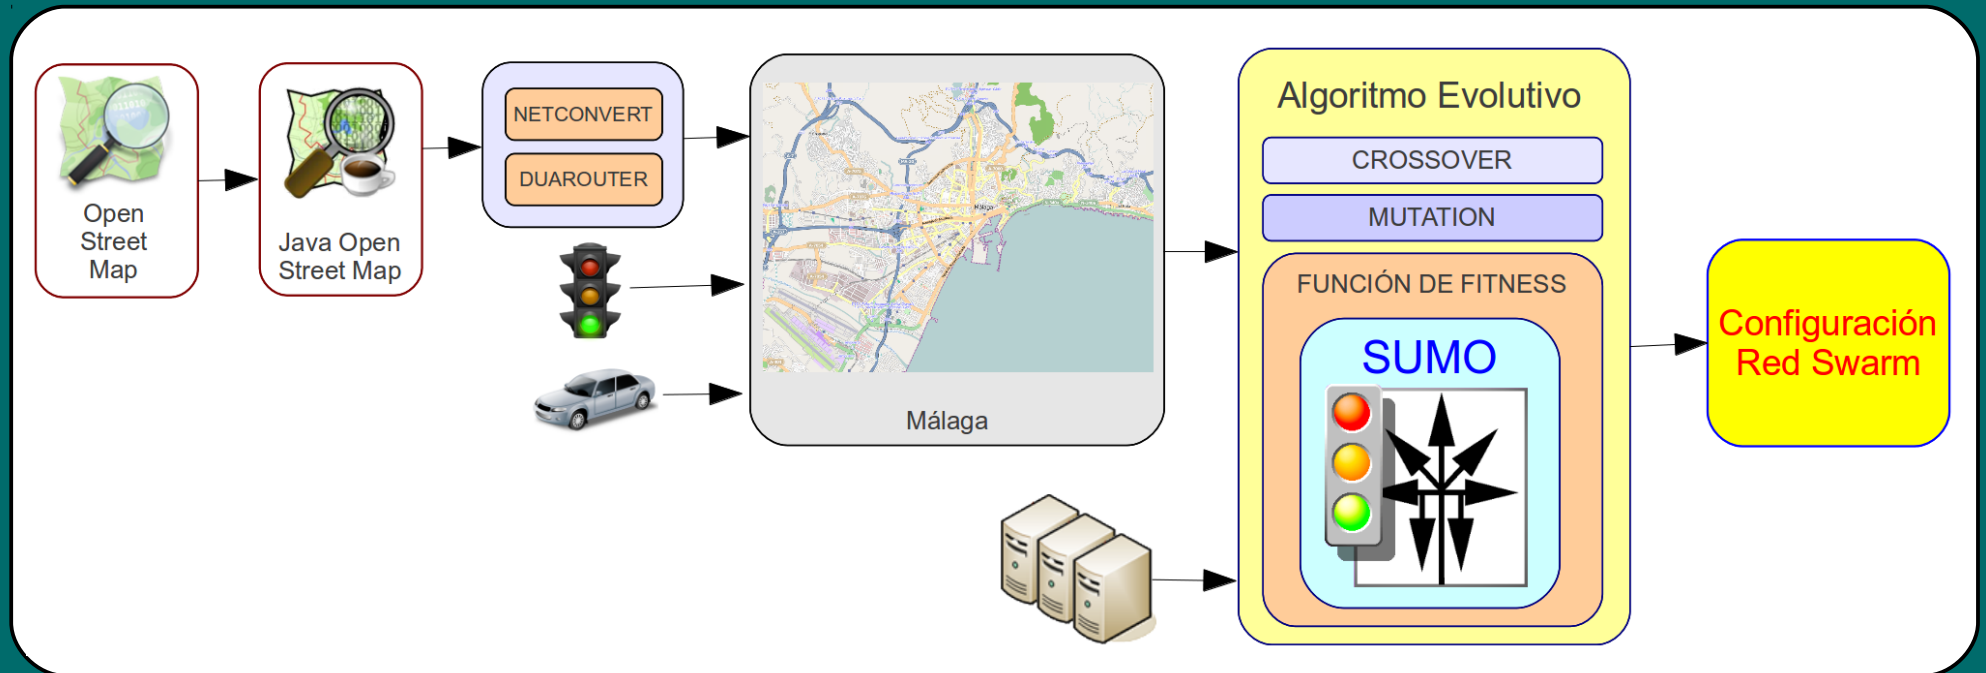 Open
Street
Map
Java Open
Street Map
NETCONVERT
DUAROUTER
Málaga
Málaga
Algoritmo Evolutivo
CROSSOVER
MUTATION
FUNCIÓN DE FITNESS
SUMO
Configuración
Red Swarm